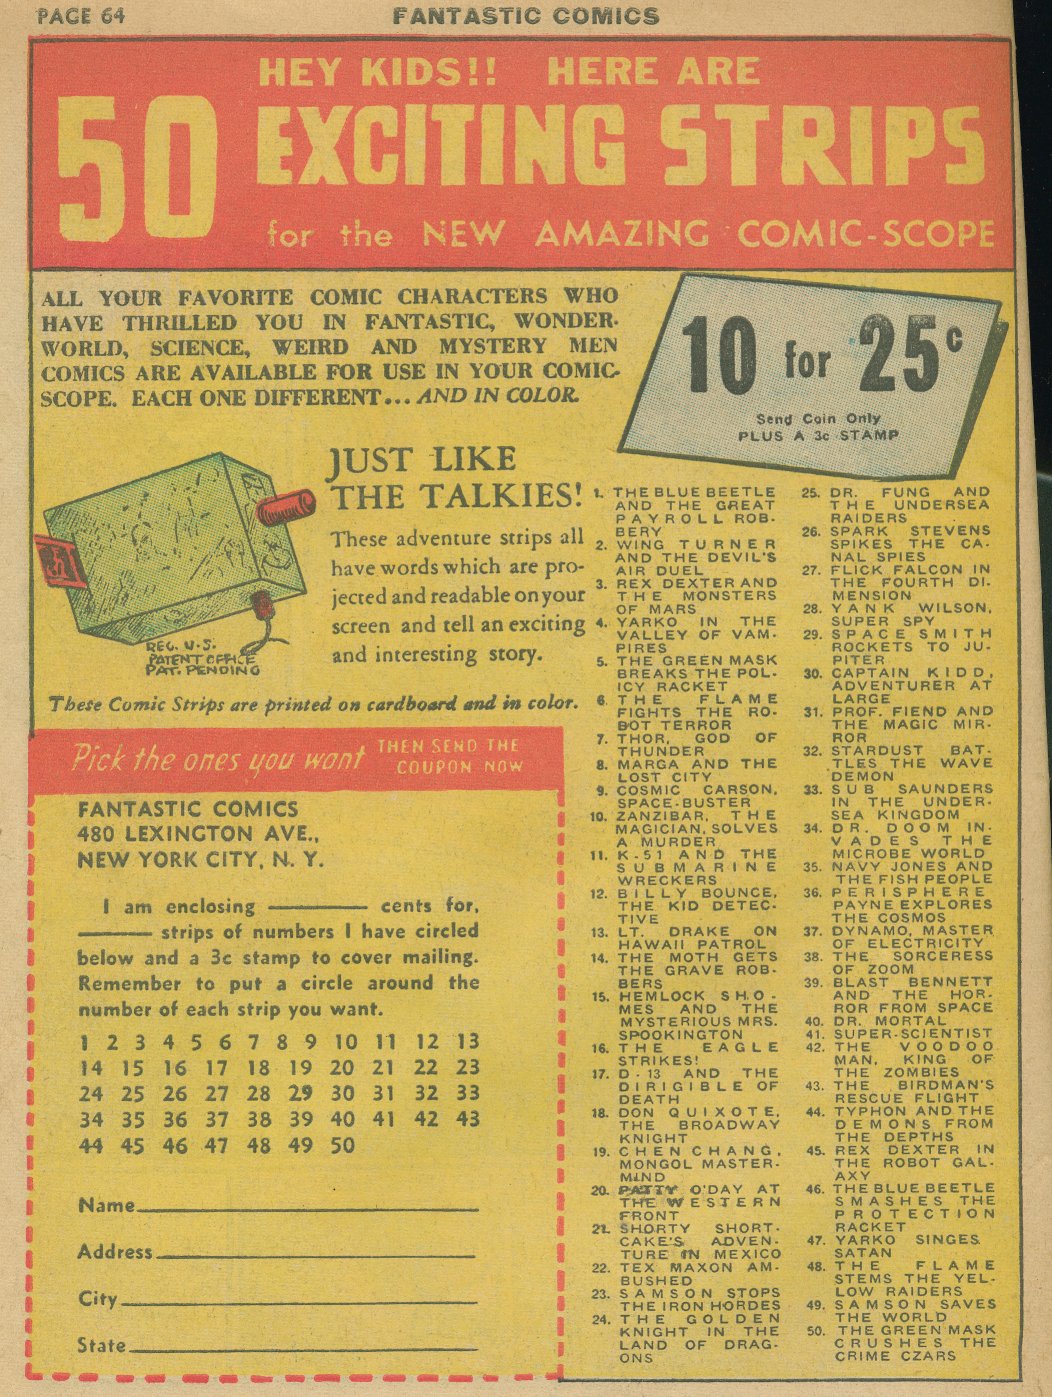 PAGE 64
FANTASTIC COMICS
HEY KIDS!! HERE ARE
50 EXCITING STRIPS
for the NEW AMAZING COMIC-SCOPE
ALL YOUR FAVORITE COMIC CHARACTERS WHO
HAVE THRILLED YOU IN FANTASTIC, WONDER-
WORLD, SCIENCE, WEIRD AND MYSTERY MEN
COMICS ARE AVAILABLE FOR USE IN YOUR COMIC-
SCOPE. EACH ONE DIFFERENT... AND IN COLOR.
10 for 25c
Send Coin Only
PLUS A 3c STAMP
JUST LIKE
THE TALKIES!
These adventure strips all
have words which are pro-
jected and readable on your
screen and tell an exciting
and interesting story.
REG. U.S.
PATENT OFFICE
PAT. PENDING
These Comic Strips are printed on cardboard and in color.
Pick the ones you want THEN SEND THE
COUPON NOW
FANTASTIC COMICS
480 LEXINGTON AVE.,
NEW YORK CITY, N. Y.
I am enclosing cents for,
strips of numbers I have circled
below and a 3c stamp to cover mailing.
Remember to put a circle around the
number of each strip you want.
1 2 3 4 5 6 7 8 9 10 11 12 13
14 15 16 17 18 19 20 21 22 23
24 25 26 27 28 29 30 31 32 33
34 35 36 37 38 39 40 41 42 43
44 45 46 47 48 49 50
Name
Address
City
State
1. THE BLUE BEETLE
AND THE GREAT
PAYROLL ROB-
BERY
2. WING TURNER
AND THE DEVIL'S
AIR DUEL
3. REX DEXTER AND
THE MONSTERS
OF MARS
4. YARKO IN THE
VALLEY OF VAM-
PIRES
5. THE GREEN MASK
BREAKS THE POL-
ICY RACKET
6. THE FLAME
FIGHTS THE RO-
BOT TERROR
7. THOR, GOD OF
THUNDER
8. MARGA AND THE
LOST CITY
9. COSMIC CARSON,
SPACE-BUSTER
10. ZANZIBAR, THE
MAGICIAN, SOLVES
A MURDER
11. K-51 AND THE
SUBMARINE
WRECKERS
12. BILLY BOUNCE,
THE KID DETEC-
TIVE
13. LT. DRAKE ON
HAWAII PATROL
14. THE MOTH GETS
THE GRAVE ROB-
BERS
15. HEMLOCK SHO-
MES AND THE
MYSTERIOUS MRS.
SPOOKINGTON
16. THE EAGLE
STRIKES!
17. D-13 AND THE
DIRIGIBLE OF
DEATH
18. DON QUIXOTE,
THE BROADWAY
KNIGHT
19. CHEN CHANG,
MONGOL MASTER-
MIND
20. PATTY O'DAY AT
THE WESTERN
FRONT
21. SHORTY SHORT-
CAKE'S ADVEN-
TURE IN MEXICO
22. TEX MAXON AM-
BUSHED
23. SAMSON STOPS
THE IRON HORDES
24. THE GOLDEN
KNIGHT IN THE
LAND OF DRAG-
ONS
25. DR. FUNG AND
THE UNDERSEA
RAIDERS
26. SPARK STEVENS
SPIKES THE CA-
NAL SPIES
27. FLICK FALCON IN
THE FOURTH DI-
MENSION
28. YANK WILSON,
SUPER SPY
29. SPACE SMITH
ROCKETS TO JU-
PITER
30. CAPTAIN KIDD,
ADVENTURER AT
LARGE
31. PROF. FIEND AND
THE MAGIC MIR-
ROR
32. STARDUST BAT-
TLES THE WAVE
DEMON
33. SUB SAUNDERS
IN THE UNDER-
SEA KINGDOM
34. DR. DOOM IN-
VADES THE
MICROBE WORLD
35. NAVY JONES AND
THE FISH PEOPLE
36. PERISPHERE
PAYNE EXPLORES
THE COSMOS
37. DYNAMO, MASTER
OF ELECTRICITY
38. THE SORCERESS
OF ZOOM
39. BLAST BENNETT
AND THE HOR-
ROR FROM SPACE
40. DR. MORTAL
41. SUPER-SCIENTIST
42. THE VOODOO
MAN, KING OF
THE ZOMBIES
43. THE BIRDMAN'S
RESCUE FLIGHT
44. TYPHON AND THE
DEMONS FROM
THE DEPTHS
45. REX DEXTER IN
THE ROBOT GAL-
AXY
46. THE BLUE BEETLE
SMASHES THE
PROTECTION
RACKET
47. YARKO SINGES
SATAN
48. THE FLAME
STEMS THE YEL-
LOW RAIDERS
49. SAMSON SAVES
THE WORLD
50. THE GREEN MASK
CRUSHES THE
CRIME CZARS